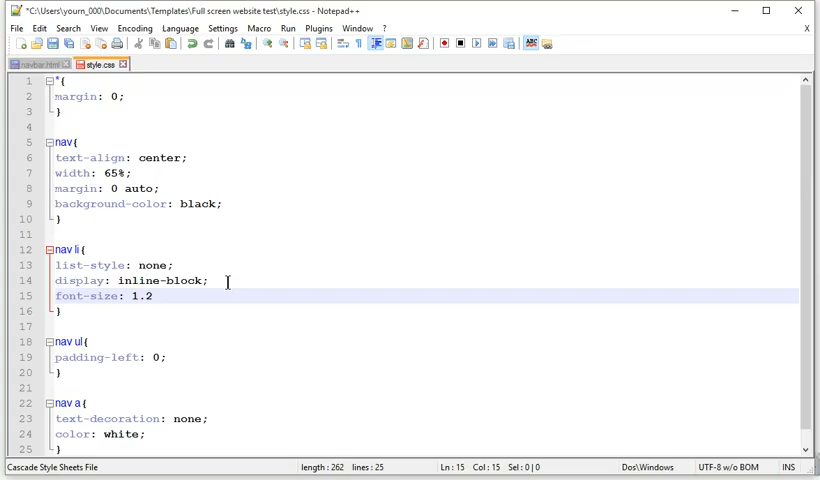 *C:\Users\yourn_000\Documents\Templates\Full screen website test\style.css - Notepad++
File Edit Search View Encoding Language Settings Macro Run Plugins Window ? X
navbar.html style.css
1 *{
2 margin: 0;
3 }
4
5 nav{
6 text-align: center;
7 width: 65%;
8 margin: 0 auto;
9 background-color: black;
10 }
11
12 nav li{
13 list-style: none;
14 display: inline-block;
15 font-size: 1.2
16 }
17
18 nav ul{
19 padding-left: 0;
20 }
21
22 nav a{
23 text-decoration: none;
24 color: white;
25 }
Cascade Style Sheets File length : 262 lines : 25 Ln : 15 Col : 15 Sel : 0 | 0 Dos\Windows UTF-8 w/o BOM INS